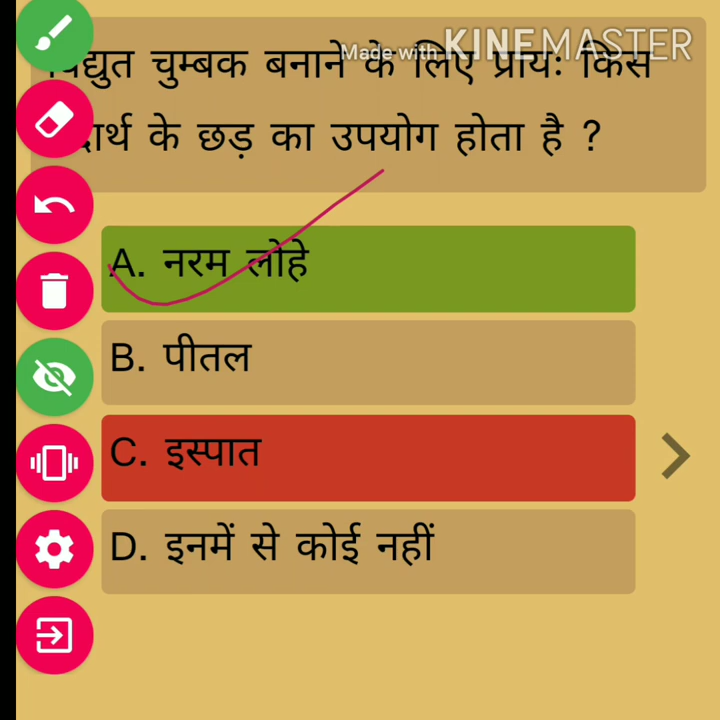 Made with KINEMASTER
चुम्बक बनाने के लिए प्रायः किस
के छड़ का उपयोग होता है ?
A. नरम लोहे
B. पीतल
C. इस्पात
D. इनमें से कोई नहीं